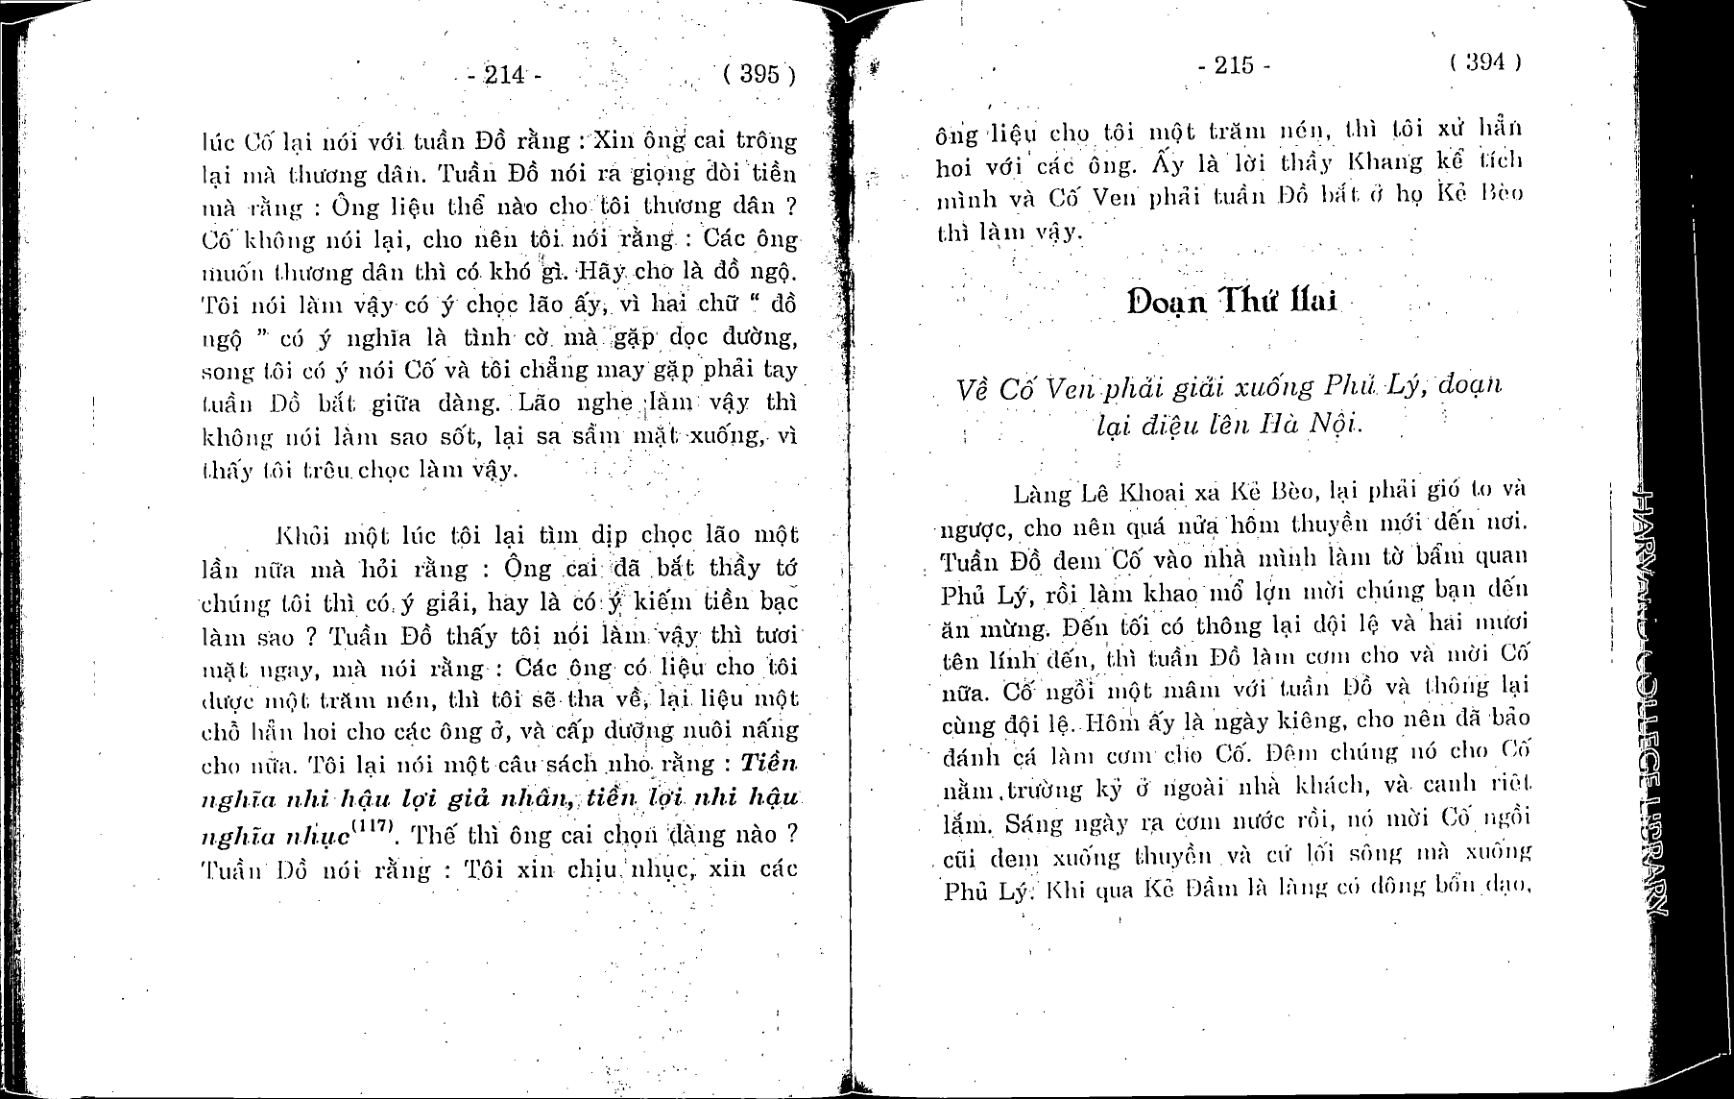 - 214 - ( 395 )
lúc Cố lại nói với tuần Đồ rằng : Xin ông cai trông
lại mà thương dân. Tuần Đồ nói ra giọng đòi tiền
mà rằng : Ông liệu thể nào cho tôi thương dân ?
Cố không nói lại, cho nên tôi nói rằng : Các ông
muốn thương dân thì có khó gì. Hãy cho là đồ ngộ.
Tôi nói làm vậy có ý chọc lão ấy, vì hai chữ “ đồ
ngộ ” có ý nghĩa là tình cờ mà gặp dọc đường,
song tôi có ý nói Cố và tôi chẳng may gặp phải tay
tuần Đồ bắt giữa đàng. Lão nghe làm vậy thì
không nói làm sao sốt, lại sa sầm mặt xuống, vì
thấy tôi trêu chọc làm vậy.
Khỏi một lúc tôi lại tìm dịp chọc lão một
lần nữa mà hỏi rằng : Ông cai đã bắt thầy tớ
chúng tôi thì có ý giải, hay là có ý kiếm tiền bạc
làm sao ? Tuần Đồ thấy tôi nói làm vậy thì tươi
mặt ngay, mà nói rằng : Các ông có liệu cho tôi
được một trăm nén, thì tôi sẽ tha về, lại liệu một
chỗ hẳn hoi cho các ông ở, và cấp dưỡng nuôi nấng
cho nữa. Tôi lại nói một câu sách nho rằng : Tiền
nghĩa nhi hậu lợi giả nhân, tiền lợi nhi hậu
nghĩa nhục(117). Thế thì ông cai chọn đàng nào ?
Tuần Đồ nói rằng : Tôi xin chịu nhục, xin các
- 215 - ( 394 )
ông liệu cho tôi một trăm nén, thì tôi xử hẳn
hoi với các ông. Ấy là lời thầy Khang kể tích
mình và Cố Ven phải tuần Đồ bắt ở họ Kẻ Bèo
thì làm vậy.
Đoạn Thứ Hai
Về Cố Ven phải giải xuống Phủ Lý, đoạn
lại điệu lên Hà Nội.
Làng Lê Khoai xa Kẻ Bèo, lại phải gió to và
ngược, cho nên quá nửa hôm thuyền mới đến nơi.
Tuần Đồ đem Cố vào nhà mình làm tờ bẩm quan
Phủ Lý, rồi làm khao mổ lợn mời chúng bạn đến
ăn mừng. Đến tối có thông lại đội lệ và hai mươi
tên lính đến, thì tuần Đồ làm cơm cho và mời Cố
nữa. Cố ngồi một mâm với tuần Đồ và thông lại
cùng đội lệ. Hôm ấy là ngày kiêng, cho nên đã bảo
đánh cá làm cơm cho Cố. Đêm chúng nó cho Cố
nằm trường kỷ ở ngoài nhà khách, và canh riết
lắm. Sáng ngày ra cơm nước rồi, nó mời Cố ngồi
cũi đem xuống thuyền và cứ lối sông mà xuống
Phủ Lý. Khi qua Kẻ Đầm là làng có đông bổn đạo,
HARVARD COLLEGE LIBRARY